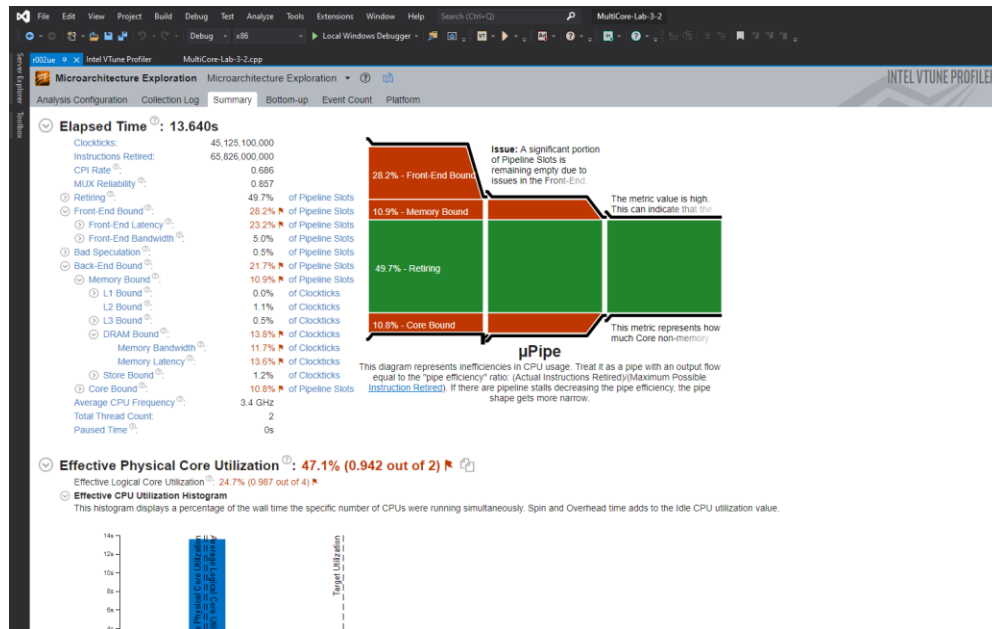 File Edit View Project Build Debug Test Analyze Tools Extensions Window Help Search (Ctrl+Q) MultiCore-Lab-3-2
Debug x86 Local Windows Debugger
r002ue Intel VTune Profiler MultiCore-Lab-3-2.cpp
Server Explorer
Toolbox
Microarchitecture Exploration Microarchitecture Exploration INTEL VTUNE PROFILER
Analysis Configuration Collection Log Summary Bottom-up Event Count Platform
Elapsed Time: 13.640s
Clockticks: 45,125,100,000
Instructions Retired: 65,826,000,000
CPI Rate: 0.686
MUX Reliability: 0.857
Retiring: 49.7% of Pipeline Slots
Front-End Bound: 28.2% of Pipeline Slots
Front-End Latency: 23.2% of Pipeline Slots
Front-End Bandwidth: 5.0% of Pipeline Slots
Bad Speculation: 0.5% of Pipeline Slots
Back-End Bound: 21.7% of Pipeline Slots
Memory Bound: 10.9% of Pipeline Slots
L1 Bound: 0.0% of Clockticks
L2 Bound: 1.1% of Clockticks
L3 Bound: 0.5% of Clockticks
DRAM Bound: 13.8% of Clockticks
Memory Bandwidth: 11.7% of Clockticks
Memory Latency: 13.6% of Clockticks
Store Bound: 1.2% of Clockticks
Core Bound: 10.8% of Pipeline Slots
Average CPU Frequency: 3.4 GHz
Total Thread Count: 2
Paused Time: 0s
28.2% - Front-End Bound
10.9% - Memory Bound
49.7% - Retiring
10.8% - Core Bound
Issue: A significant portion
of Pipeline Slots is
remaining empty due to
issues in the Front-End.
The metric value is high.
This can indicate that the
This metric represents how
much Core non-memory
µPipe
This diagram represents inefficiencies in CPU usage. Treat it as a pipe with an output flow
equal to the "pipe efficiency" ratio: (Actual Instructions Retired)/(Maximum Possible
Instruction Retired). If there are pipeline stalls decreasing the pipe efficiency, the pipe
shape gets more narrow.
Effective Physical Core Utilization: 47.1% (0.942 out of 2)
Effective Logical Core Utilization: 24.7% (0.987 out of 4)
Effective CPU Utilization Histogram
This histogram displays a percentage of the wall time the specific number of CPUs were running simultaneously. Spin and Overhead time adds to the Idle CPU utilization value.
14s
12s
10s
8s
6s
4s
Physical Core Utilization
Average Logical Core Utili
Target Utilization